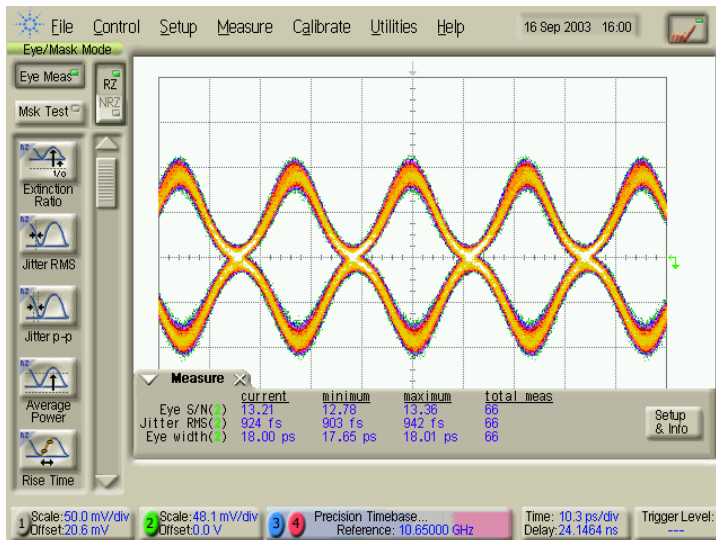 File Control Setup Measure Calibrate Utilities Help 16 Sep 2003 16:00
Eye/Mask Mode
Eye Meas
RZ
NRZ
Msk Test
Extinction
Ratio
Jitter RMS
Jitter p-p
Average
Power
Rise Time
Measure
current minimum maximum total meas
Eye S/N(2) 13.21 12.78 13.36 66
Jitter RMS(2) 924 fs 903 fs 942 fs 66
Eye width(2) 18.00 ps 17.65 ps 18.01 ps 66
Setup
& Info
1 Scale:50.0 mV/div
Offset:20.6 mV
2 Scale:48.1 mV/div
Offset:0.0 V
3 4 Precision Timebase...
Reference: 10.65000 GHz
Time: 10.3 ps/div
Delay:24.1464 ns
Trigger Level:
---